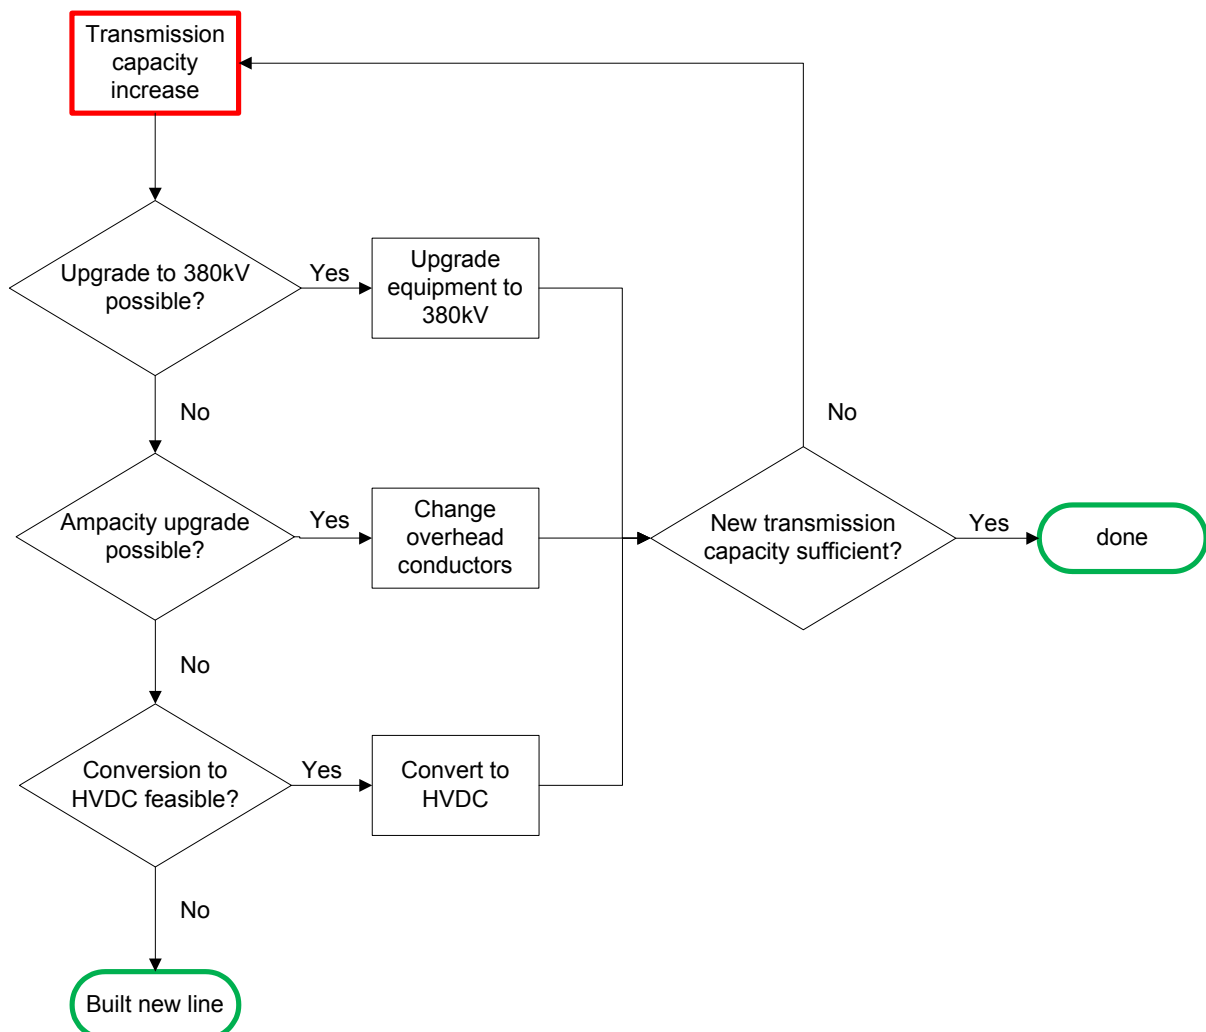 Transmission
capacity
increase
Upgrade to 380kV
possible?
Yes
Upgrade
equipment to
380kV
No
No
Ampacity upgrade
possible?
Yes
Change
overhead
conductors
New transmission
capacity sufficient?
Yes
done
No
Conversion to
HVDC feasible?
Yes
Convert to
HVDC
No
Built new line